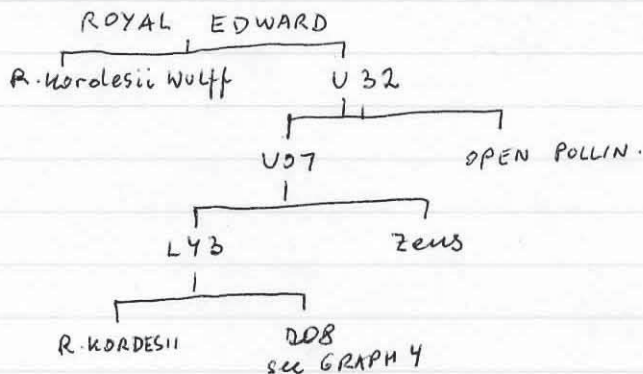 ROYAL EDWARD
R. Kordesii Wulff U 32
U07 OPEN POLLIN.
L43 Zeus
R. KORDESII D08
see GRAPH 4